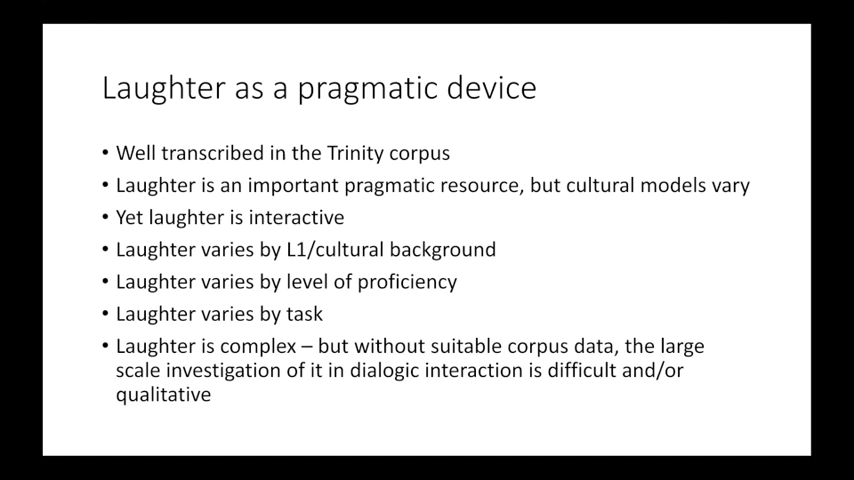 Laughter as a pragmatic device
• Well transcribed in the Trinity corpus
• Laughter is an important pragmatic resource, but cultural models vary
• Yet laughter is interactive
• Laughter varies by L1/cultural background
• Laughter varies by level of proficiency
• Laughter varies by task
• Laughter is complex – but without suitable corpus data, the large
scale investigation of it in dialogic interaction is difficult and/or
qualitative